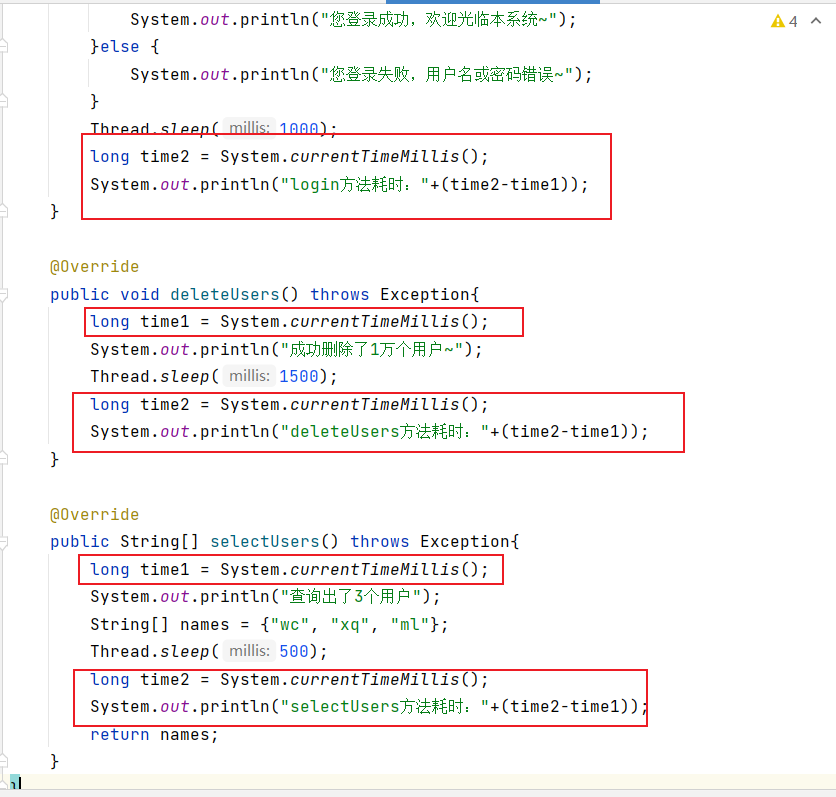 System.out.println("您登录成功，欢迎光临本系统~");
4
}else {
System.out.println("您登录失败，用户名或密码错误~");
}
Thread.sleep( millis: 1000);
long time2 = System.currentTimeMillis();
System.out.println("login方法耗时："+(time2-time1));
}
@Override
public void deleteUsers() throws Exception{
long time1 = System.currentTimeMillis();
System.out.println("成功删除了1万个用户~");
Thread.sleep( millis: 1500);
long time2 = System.currentTimeMillis();
System.out.println("deleteUsers方法耗时："+(time2-time1));
}
@Override
public String[] selectUsers() throws Exception{
long time1 = System.currentTimeMillis();
System.out.println("查询出了3个用户");
String[] names = {"wc", "xq", "ml"};
Thread.sleep( millis: 500);
long time2 = System.currentTimeMillis();
System.out.println("selectUsers方法耗时："+(time2-time1));
return names;
}
}